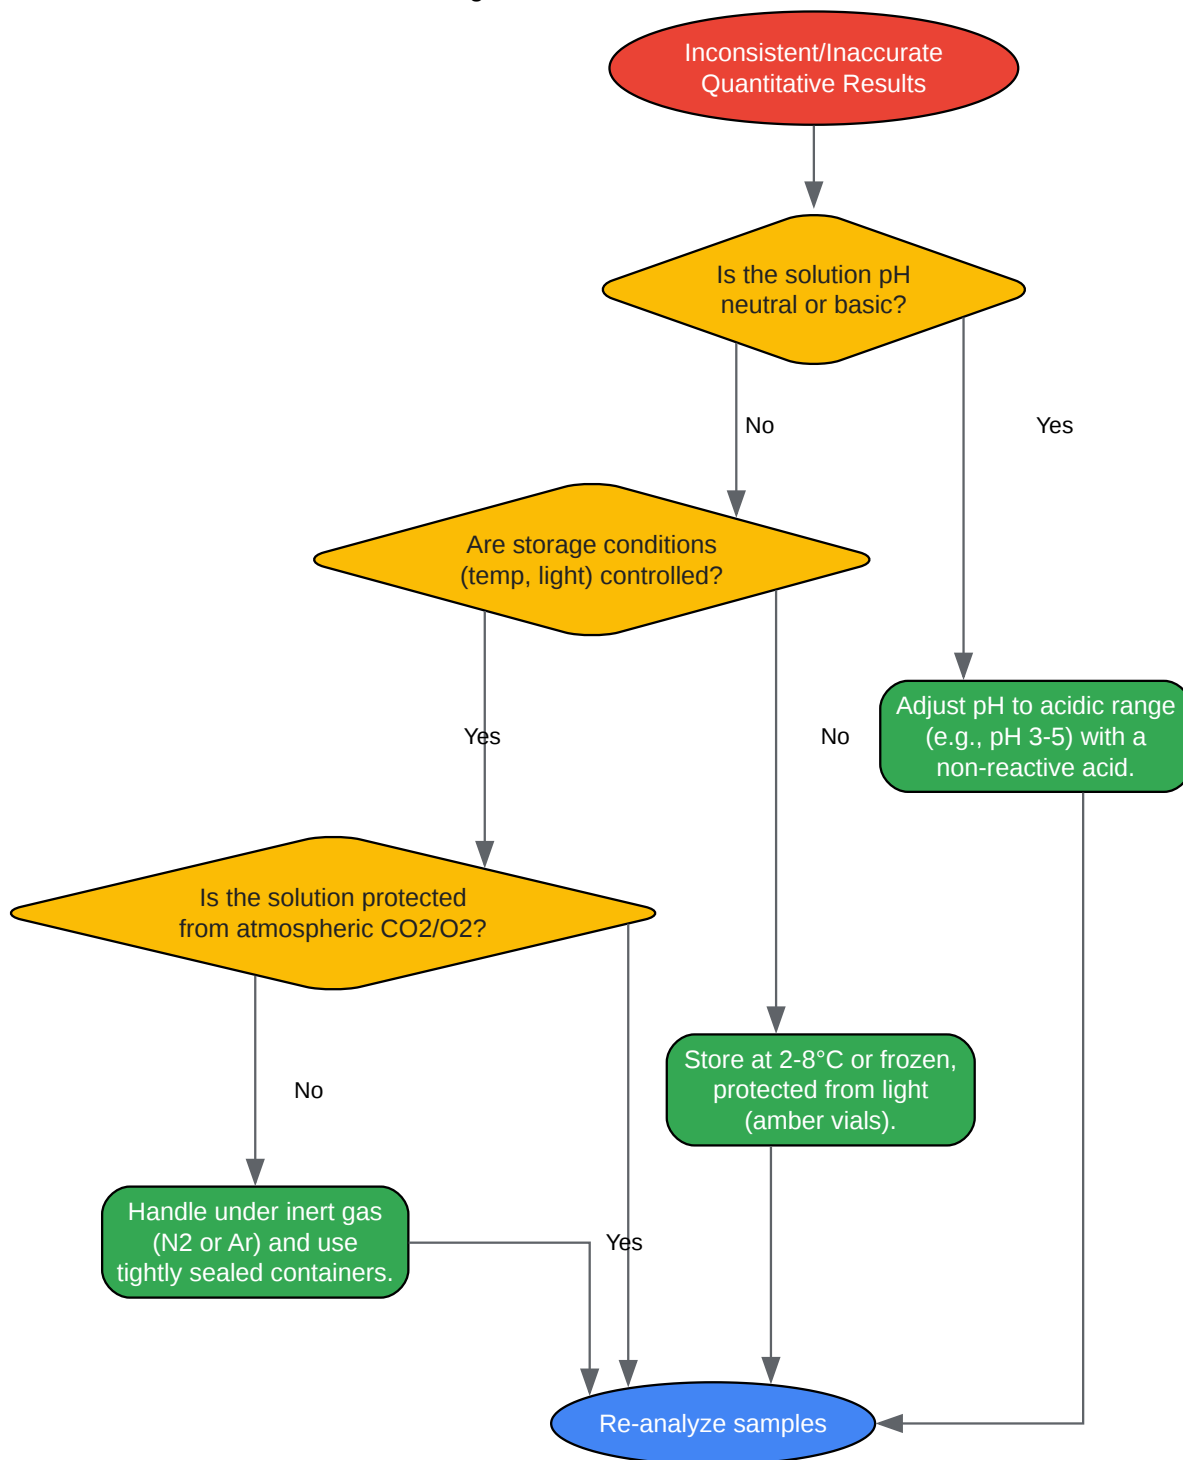 Inconsistent/Inaccurate
Quantitative Results
Is the solution pH
neutral or basic?
No
Yes
Are storage conditions
(temp, light) controlled?
Adjust pH to acidic range
(e.g., pH 3-5) with a
non-reactive acid.
Yes
No
Is the solution protected
from atmospheric CO2/O2?
Store at 2-8°C or frozen,
protected from light
(amber vials).
No
Handle under inert gas
(N2 or Ar) and use
tightly sealed containers.
Yes
Re-analyze samples